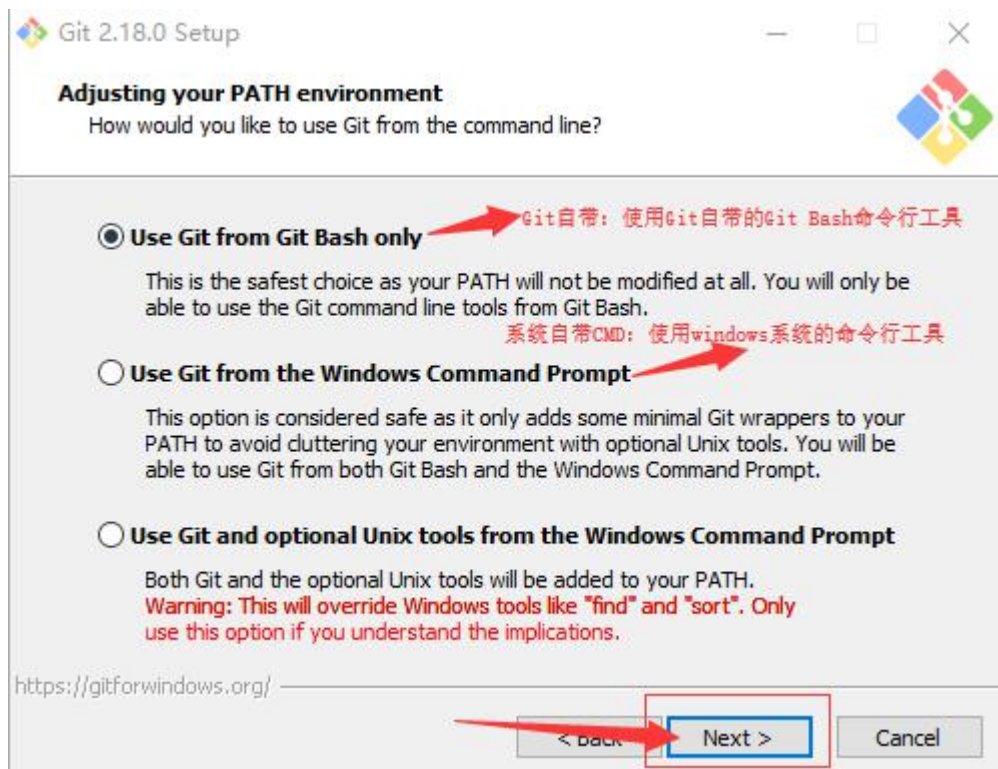 Git 2.18.0 Setup
Adjusting your PATH environment
How would you like to use Git from the command line?
Git自带: 使用Git自带的Git Bash命令行工具
Use Git from Git Bash only
This is the safest choice as your PATH will not be modified at all. You will only be
able to use the Git command line tools from Git Bash.
系统自带CMD: 使用windows系统的命令行工具
Use Git from the Windows Command Prompt
This option is considered safe as it only adds some minimal Git wrappers to your
PATH to avoid cluttering your environment with optional Unix tools. You will be
able to use Git from both Git Bash and the Windows Command Prompt.
Use Git and optional Unix tools from the Windows Command Prompt
Both Git and the optional Unix tools will be added to your PATH.
Warning: This will override Windows tools like "find" and "sort". Only
use this option if you understand the implications.
https://gitforwindows.org/
< Back
Next >
Cancel